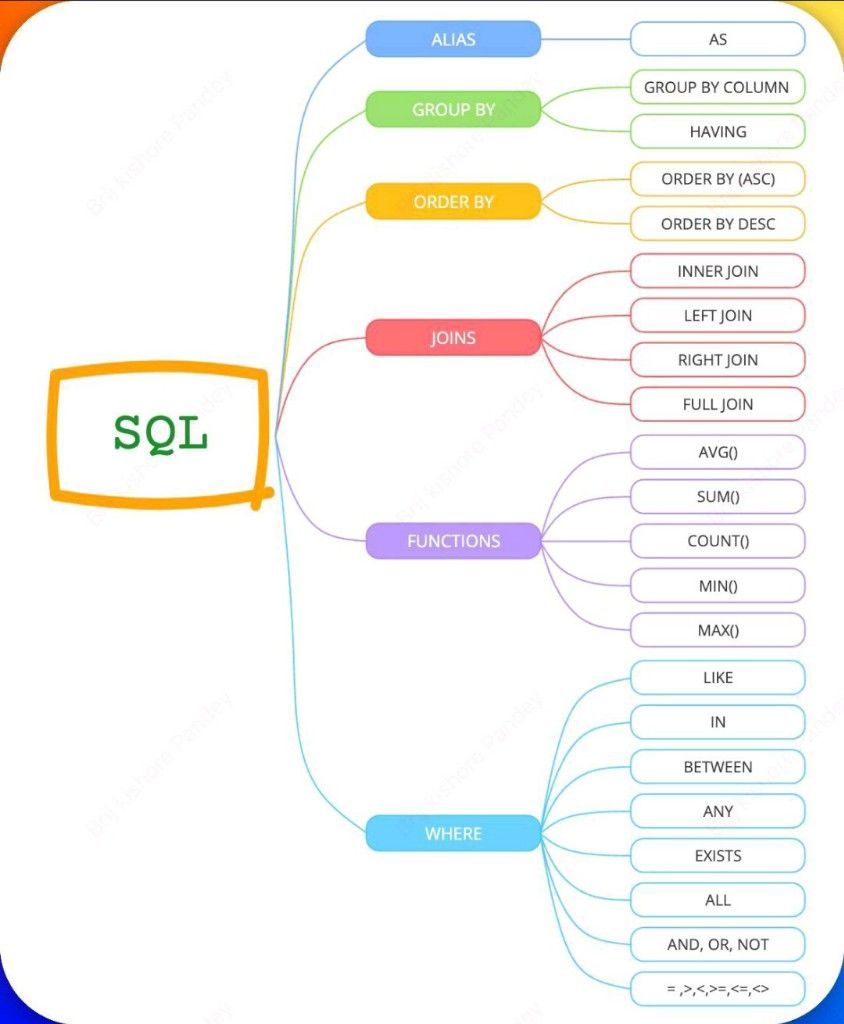 SQL
ALIAS
AS
GROUP BY
GROUP BY COLUMN
HAVING
ORDER BY
ORDER BY (ASC)
ORDER BY DESC
JOINS
INNER JOIN
LEFT JOIN
RIGHT JOIN
FULL JOIN
FUNCTIONS
AVG()
SUM()
COUNT()
MIN()
MAX()
WHERE
LIKE
IN
BETWEEN
ANY
EXISTS
ALL
AND, OR, NOT
= ,>,<,>=,<=,<>
Brij Kishore Pandey